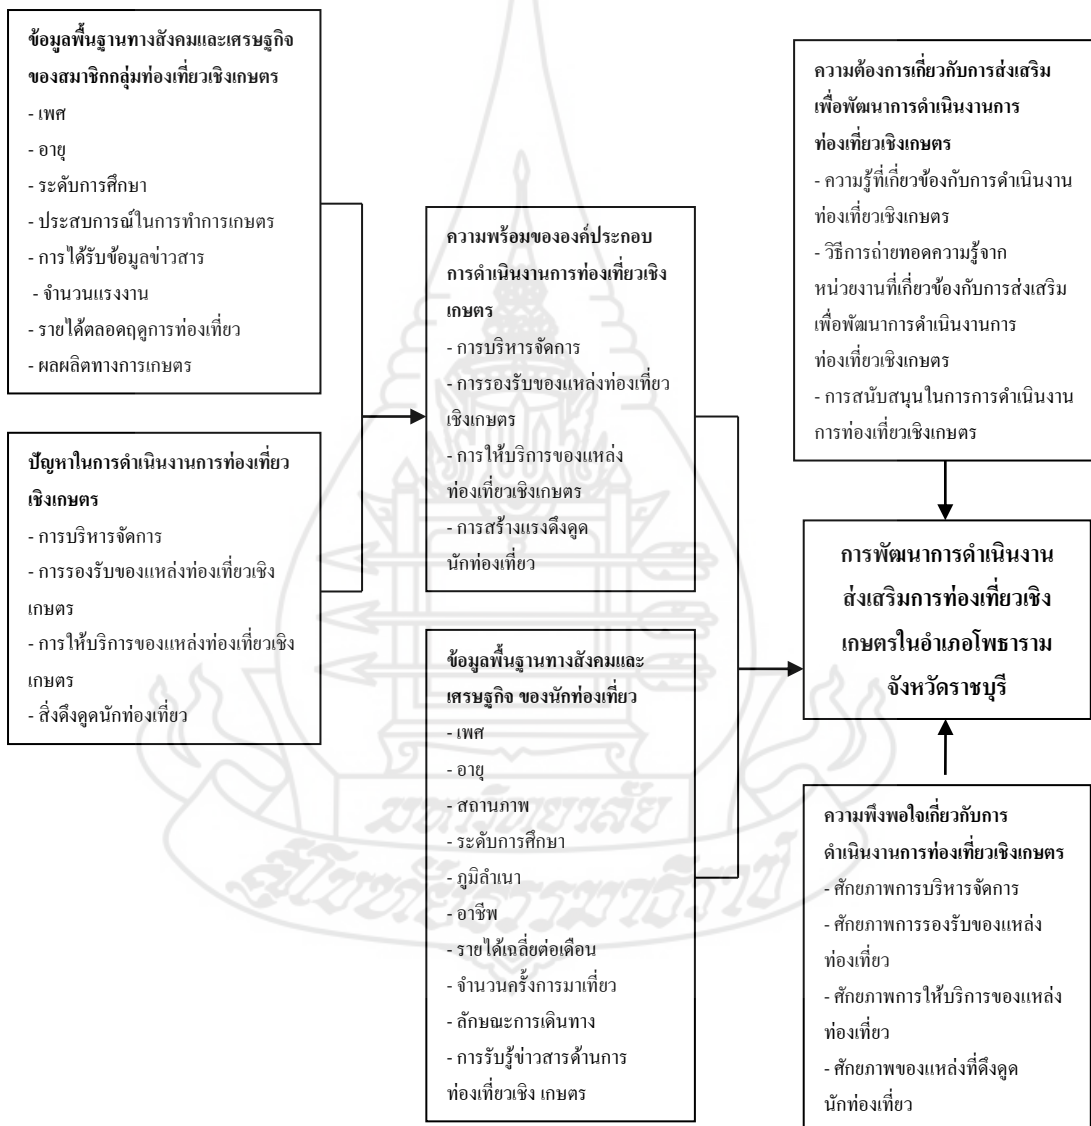 ข้อมูลพื้นฐานทางสังคมและเศรษฐกิจ
ของสมาชิกกลุ่มท่องเที่ยวเชิงเกษตร
- เพศ
- อายุ
- ระดับการศึกษา
- ประสบการณ์ในการทำการเกษตร
- การได้รับข้อมูลข่าวสาร
- จำนวนแรงงาน
- รายได้ตลอดฤดูการท่องเที่ยว
- ผลผลิตทางการเกษตร
ปัญหาในการดำเนินงานการท่องเที่ยว
เชิงเกษตร
- การบริหารจัดการ
- การรองรับของแหล่งท่องเที่ยวเชิง
เกษตร
- การให้บริการของแหล่งท่องเที่ยวเชิง
เกษตร
- สิ่งดึงดูดนักท่องเที่ยว
ความพร้อมขององค์ประกอบ
การดำเนินงานการท่องเที่ยวเชิง
เกษตร
- การบริหารจัดการ
- การรองรับของแหล่งท่องเที่ยว
เชิงเกษตร
- การให้บริการของแหล่ง
ท่องเที่ยวเชิงเกษตร
- การสร้างแรงดึงดูด
นักท่องเที่ยว
ข้อมูลพื้นฐานทางสังคมและ
เศรษฐกิจ ของนักท่องเที่ยว
- เพศ
- อายุ
- สถานภาพ
- ระดับการศึกษา
- ภูมิลำเนา
- อาชีพ
- รายได้เฉลี่ยต่อเดือน
- จำนวนครั้งการมาเที่ยว
- ลักษณะการเดินทาง
- การรับรู้ข่าวสารด้านการ
ท่องเที่ยวเชิง เกษตร
ความต้องการเกี่ยวกับการส่งเสริม
เพื่อพัฒนาการดำเนินงานการ
ท่องเที่ยวเชิงเกษตร
- ความรู้ที่เกี่ยวข้องกับการดำเนินงาน
ท่องเที่ยวเชิงเกษตร
- วิธีการถ่ายทอดความรู้จาก
หน่วยงานที่เกี่ยวข้องกับการส่งเสริม
เพื่อพัฒนาการดำเนินงานการ
ท่องเที่ยวเชิงเกษตร
- การสนับสนุนในการการดำเนินงาน
การท่องเที่ยวเชิงเกษตร
การพัฒนาการดำเนินงาน
ส่งเสริมการท่องเที่ยวเชิง
เกษตรในอำเภอโพธาราม
จังหวัดราชบุรี
ความพึงพอใจเกี่ยวกับการ
ดำเนินงานการท่องเที่ยวเชิงเกษตร
- ศักยภาพการบริหารจัดการ
- ศักยภาพการรองรับของแหล่ง
ท่องเที่ยว
- ศักยภาพการให้บริการของแหล่ง
ท่องเที่ยว
- ศักยภาพของแหล่งที่ดึงดูด
นักท่องเที่ยว
มหาวิทยาลัย
สุโขทัยธรรมาธิราช